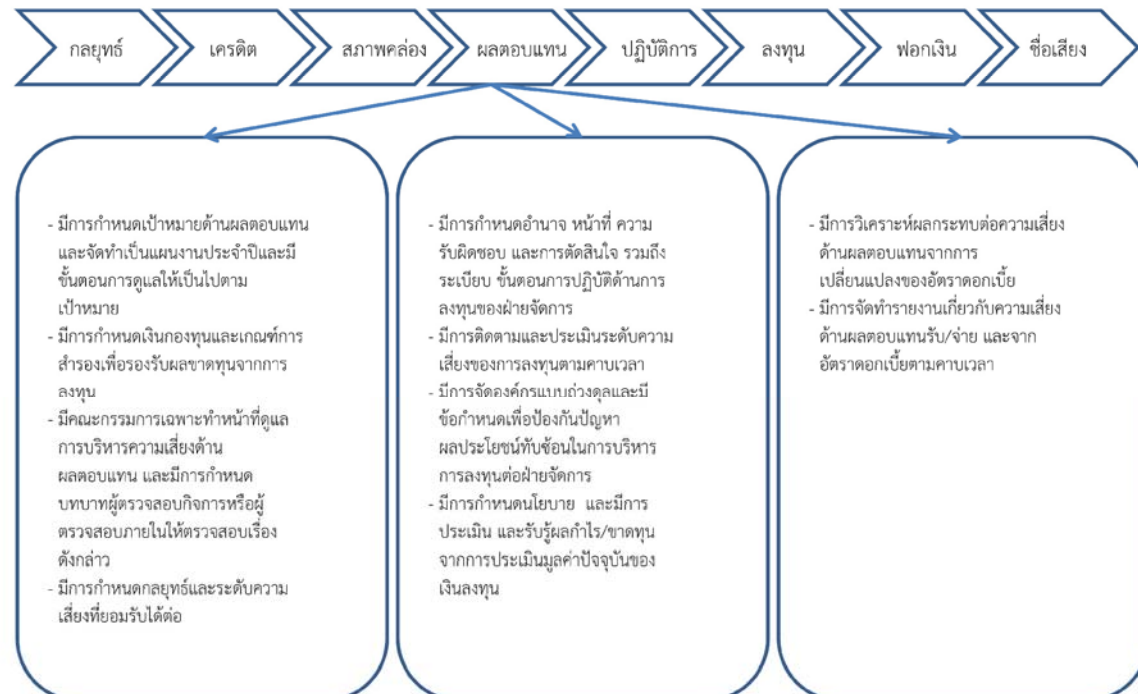 กลยุทธ์
เครดิต
สภาพคล่อง
ผลตอบแทน
ปฏิบัติการ
ลงทุน
ฟอกเงิน
ชื่อเสียง
- มีการกำหนดเป้าหมายด้านผลตอบแทน
และจัดทำเป็นแผนงานประจำปีและมี
ขั้นตอนการดูแลให้เป็นไปตาม
เป้าหมาย
- มีการกำหนดเงินกองทุนและเกณฑ์การ
สำรองเพื่อรองรับผลขาดทุนจากการ
ลงทุน
- มีคณะกรรมการเฉพาะทำหน้าที่ดูแล
การบริหารความเสี่ยงด้าน
ผลตอบแทน และมีการกำหนด
บทบาทผู้ตรวจสอบกิจการหรือผู้
ตรวจสอบภายในให้ตรวจสอบเรื่อง
ดังกล่าว
- มีการกำหนดกลยุทธ์และระดับความ
เสี่ยงที่ยอมรับได้ต่อ
- มีการกำหนดอำนาจ หน้าที่ ความ
รับผิดชอบ และการตัดสินใจ รวมถึง
ระเบียบ ขั้นตอนการปฏิบัติด้านการ
ลงทุนของฝ่ายจัดการ
- มีการติดตามและประเมินระดับความ
เสี่ยงของการลงทุนตามคาบเวลา
- มีการจัดองค์กรแบบถ่วงดุลและมี
ข้อกำหนดเพื่อป้องกันปัญหา
ผลประโยชน์ทับซ้อนในการบริหาร
การลงทุนต่อฝ่ายจัดการ
- มีการกำหนดนโยบาย และมีการ
ประเมิน และรับรู้ผลกำไร/ขาดทุน
จากการประเมินมูลค่าปัจจุบันของ
เงินลงทุน
- มีการวิเคราะห์ผลกระทบต่อความเสี่ยง
ด้านผลตอบแทนจากการ
เปลี่ยนแปลงของอัตราดอกเบี้ย
- มีการจัดทำรายงานเกี่ยวกับความเสี่ยง
ด้านผลตอบแทนรับ/จ่าย และจาก
อัตราดอกเบี้ยตามคาบเวลา